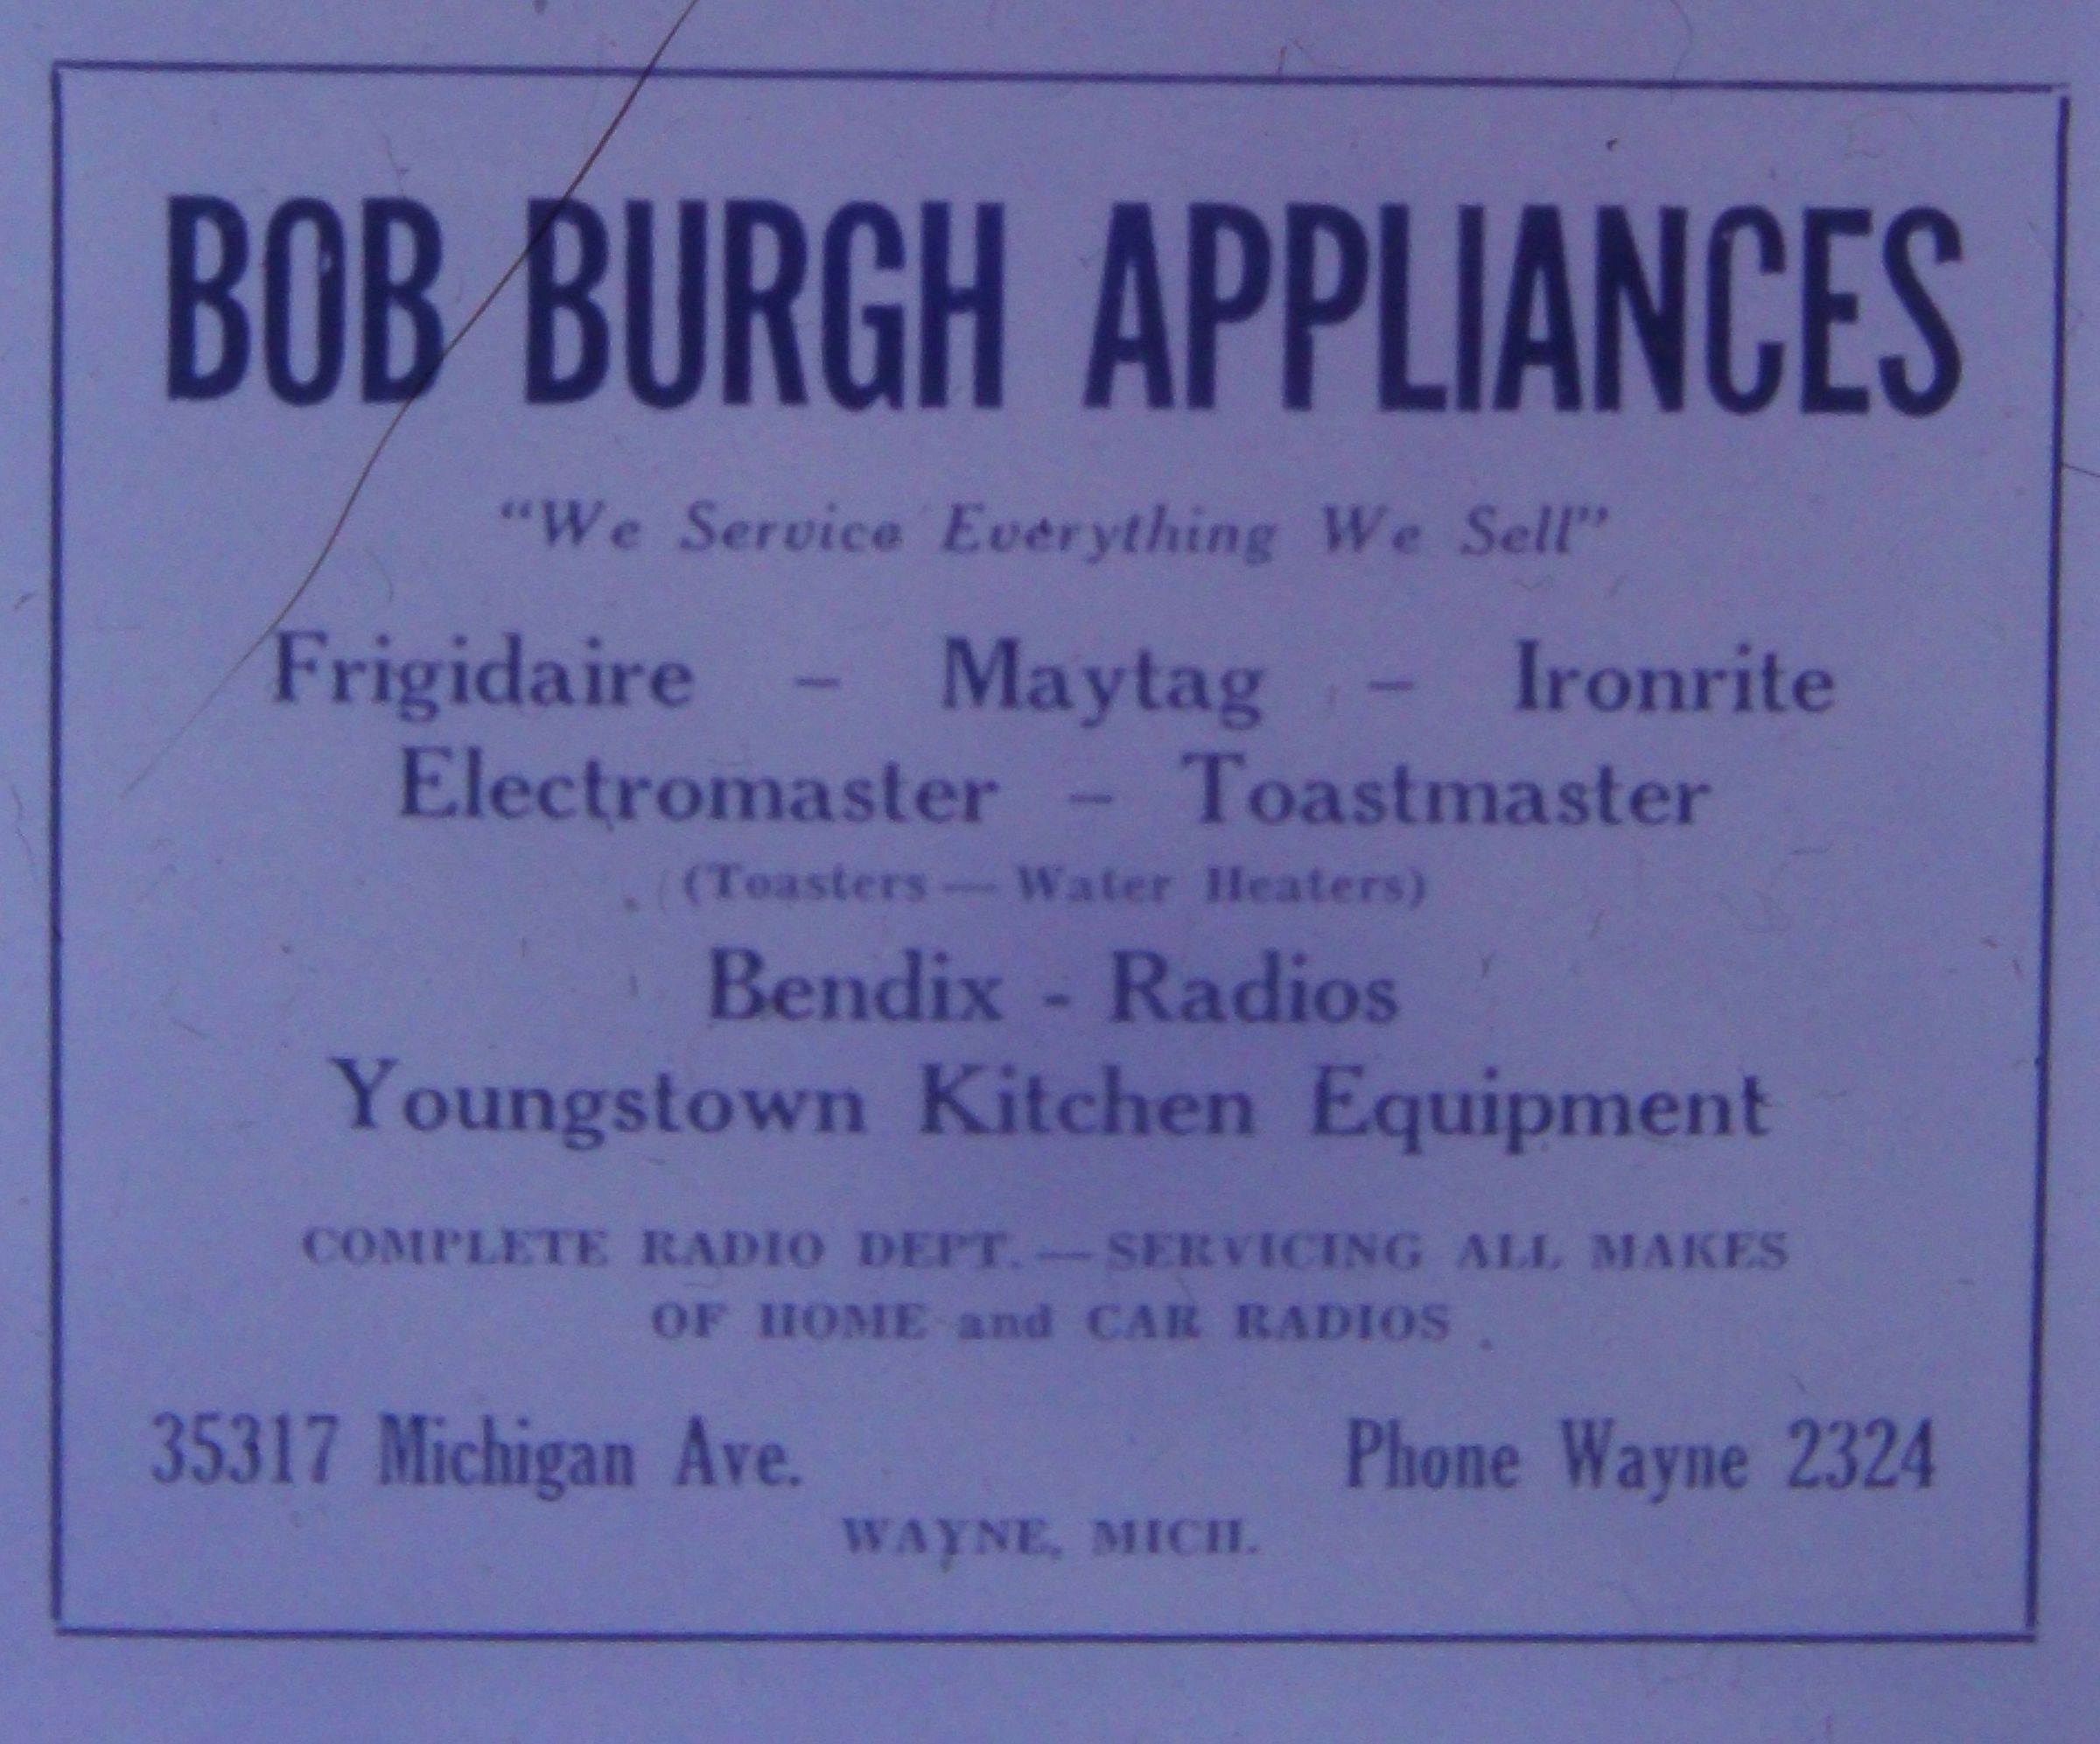 BOB BURGH APPLIANCES
“We Service Everything We Sell”
Frigidaire – Maytag – Ironrite
Electromaster – Toastmaster
(Toasters — Water Heaters)
Bendix - Radios
Youngstown Kitchen Equipment
COMPLETE RADIO DEPT. — SERVICING ALL MAKES
OF HOME and CAR RADIOS
35317 Michigan Ave. Phone Wayne 2324
WAYNE, MICH.